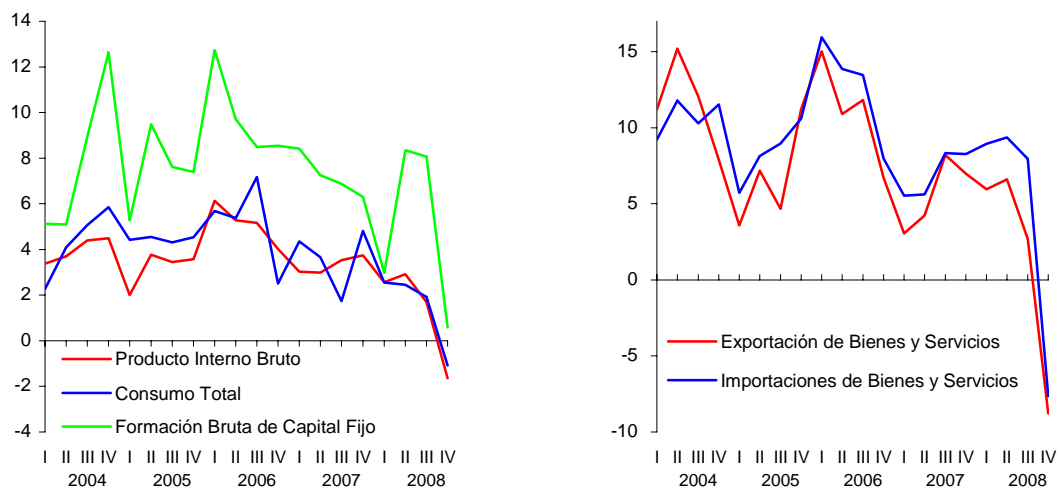 14
12
10
8
6
4
2
0
-2
-4
Producto Interno Bruto
Consumo Total
Formación Bruta de Capital Fijo
I II III IV I II III IV I II III IV I II III IV I II III IV
2004 2005 2006 2007 2008
15
10
5
0
-5
-10
Exportación de Bienes y Servicios
Importaciones de Bienes y Servicios
I II III IV I II III IV I II III IV I II III IV I II III IV
2004 2005 2006 2007 2008